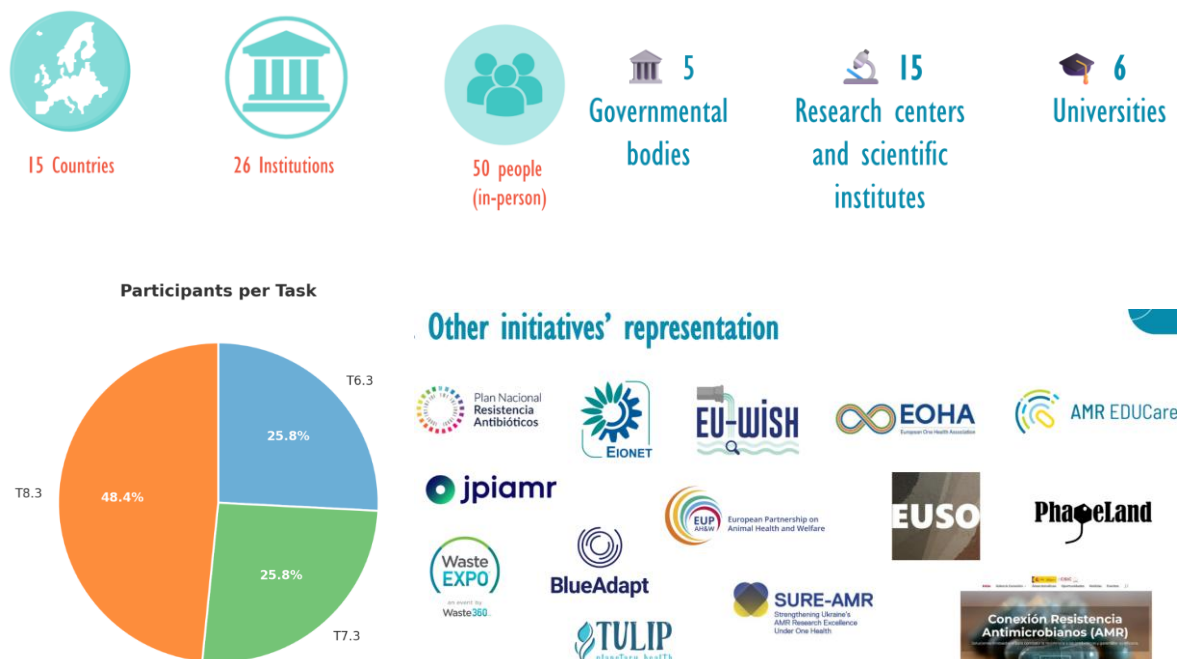 15 Countries
26 Institutions
50 people
(in-person)
5
Governmental
bodies
15
Research centers
and scientific
institutes
6
Universities
Participants per Task
T6.3
25.8%
T8.3
48.4%
25.8%
T7.3
Other initiatives' representation
Plan Nacional
Resistencia
Antibióticos
EIONET
EU-WISH
EOHA
European One Health Association
AMR EDUCare
jpiamr
EUP
AH&W
European Partnership on
Animal Health and Welfare
EUSO
PhageLand
Waste
EXPO
an event by
Waste360
BlueAdapt
SURE-AMR
Strengthening Ukraine's
AMR Research Excellence
Under One Health
TULIP
planetary health
Conexión Resistencia
Antimicrobianos (AMR)